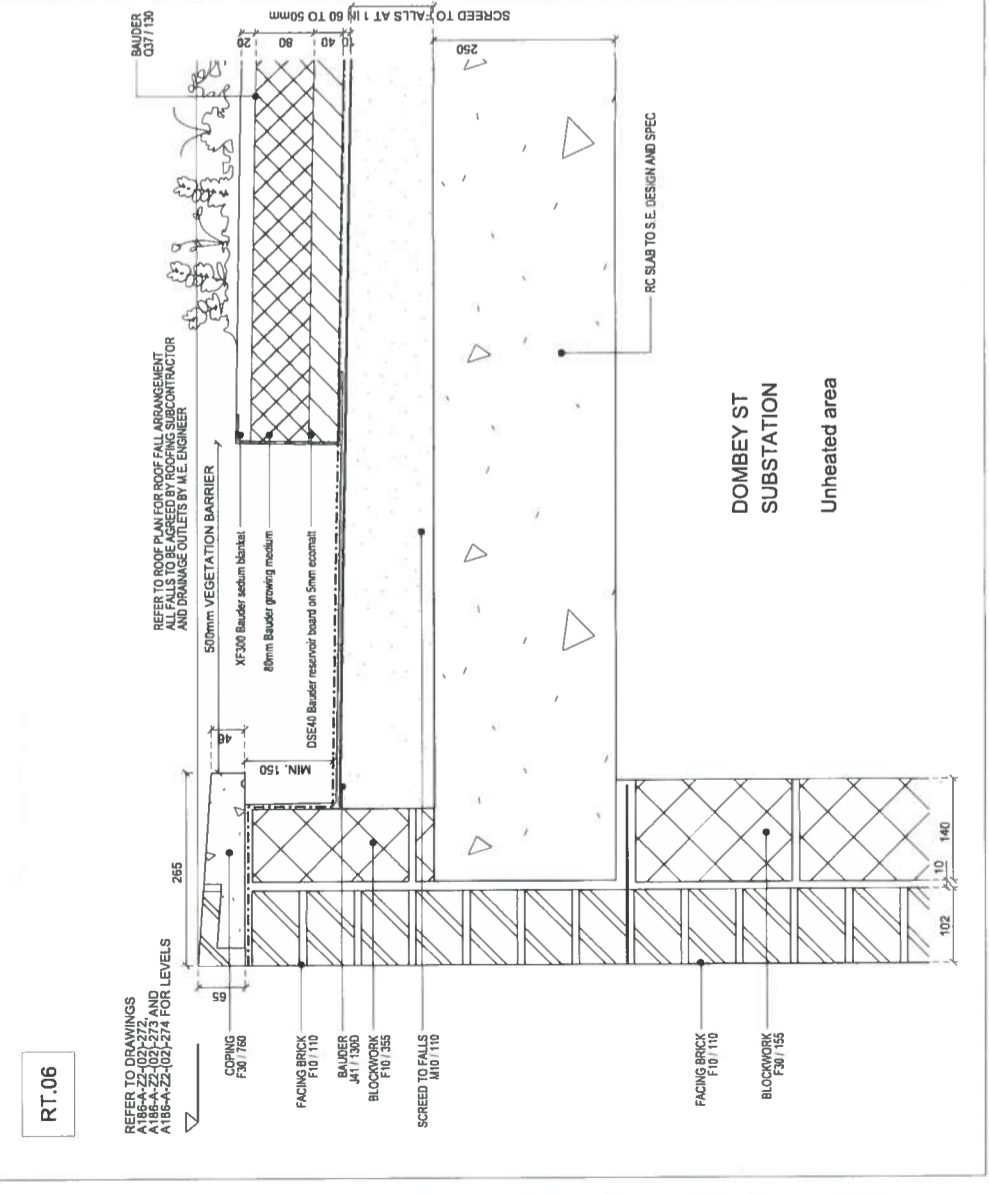 RT.06
REFER TO DRAWINGS
A186-A-Z2-(02)-272,
A186-A-Z2-(02)-273 AND
A186-A-Z2-(02)-274 FOR LEVELS
265
65
46
COPING
F30 / 760
FACING BRICK
F10 / 110
BAUDER
J41 / 130D
BLOCKWORK
F10 / 355
SCREED TO FALLS
M10 / 110
FACING BRICK
F10 / 110
BLOCKWORK
F30 / 155
102
10
140
MIN. 150
REFER TO ROOF PLAN FOR ROOF FALL ARRANGEMENT
ALL FALLS TO BE AGREED BY ROOFING SUBCONTRACTOR
AND DRAINAGE OUTLETS BY M.E. ENGINEER
500mm VEGETATION BARRIER
XF300 Bauder sedum blanket
80mm Bauder growing medium
DSE40 Bauder reservoir board on 5mm ecomatt
BAUDER
Q37 / 130
20
80
40
SCREED TO FALLS AT 1 IN 60 TO 50mm
250
RC SLAB TO S.E. DESIGN AND SPEC
DOMBEY ST
SUBSTATION
Unheated area